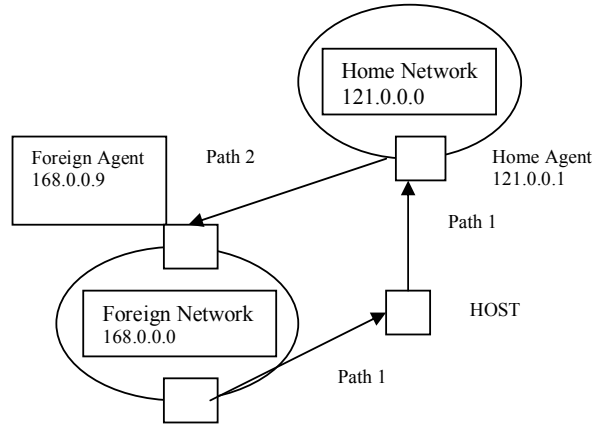 Home Network
121.0.0.0
Foreign Agent
168.0.0.9
Path 2
Home Agent
121.0.0.1
Path 1
Foreign Network
168.0.0.0
HOST
Path 1